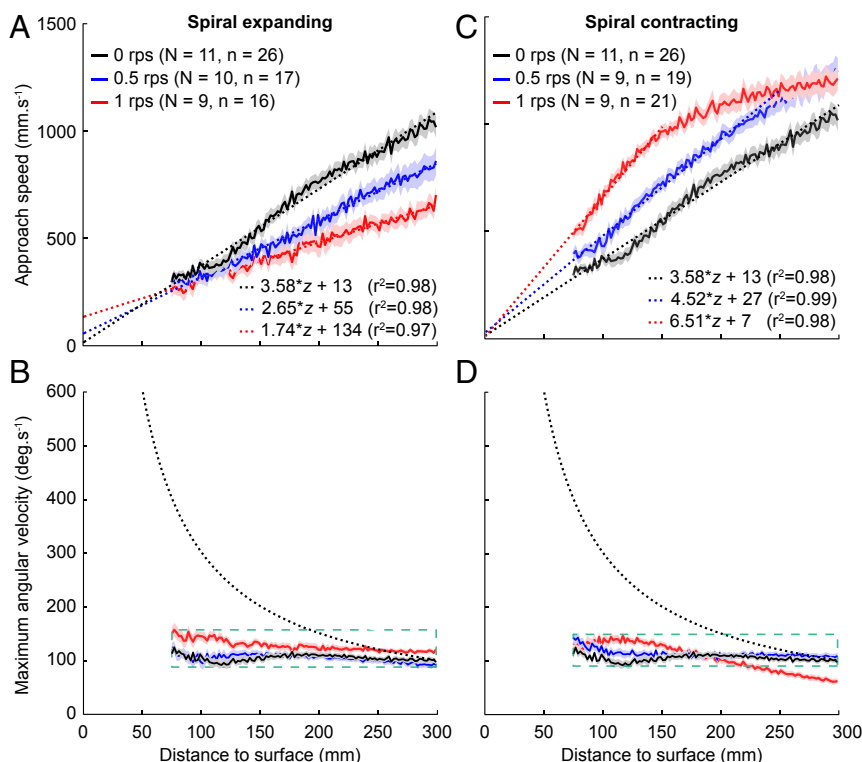 A
Spiral expanding
1500
0 rps (N = 11, n = 26)
0.5 rps (N = 10, n = 17)
1 rps (N = 9, n = 16)
1000
500
0
Approach speed (mm.s⁻¹)
3.58*z + 13 (r²=0.98)
2.65*z + 55 (r²=0.98)
1.74*z + 134 (r²=0.97)
C
Spiral contracting
0 rps (N = 11, n = 26)
0.5 rps (N = 9, n = 19)
1 rps (N = 9, n = 21)
3.58*z + 13 (r²=0.98)
4.52*z + 27 (r²=0.99)
6.51*z + 7 (r²=0.98)
B
600
500
400
300
200
100
0
Maximum angular velocity (deg.s⁻¹)
0 50 100 150 200 250 300
Distance to surface (mm)
D
0 50 100 150 200 250 300
Distance to surface (mm)